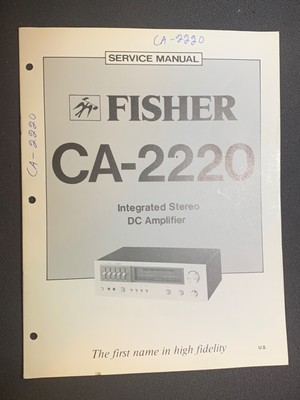 CA-2220
SERVICE MANUAL
FISHER
CA-2220
Integrated Stereo
DC Amplifier
The first name in high fidelity
U.S
CA-2220